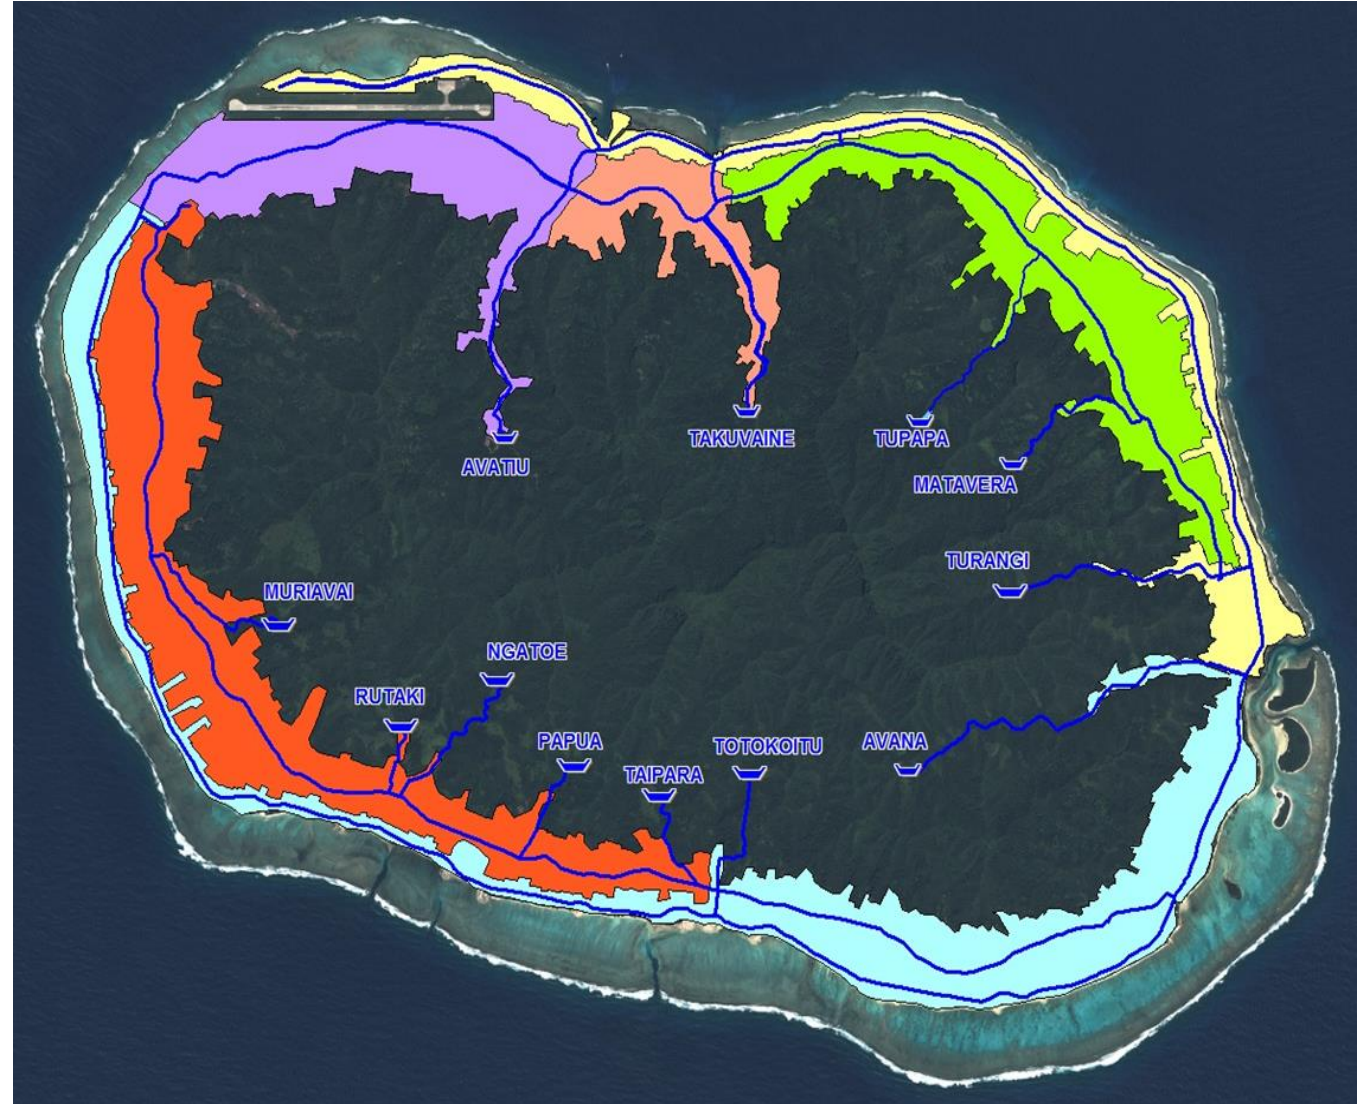 TAKUVAINE
TUPAPA
AVATIU
MATAVERA
TURANGI
MURIAVAI
NGATOE
RUTAKI
PAPUA
TOTOKOITU
AVANA
TAIPARA